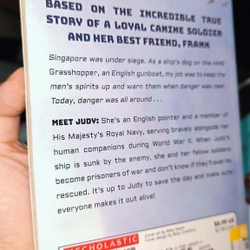 BASED ON THE INCREDIBLE TRUE
STORY OF A LOYAL CANINE SOLDIER
AND HER BEST FRIEND, FRANK
Singapore was under siege. As a ship's dog on the HMS
Grasshopper, an English gunboat, my job was to keep the
men's spirits up and warn them when danger was near.
Today, danger was all around . . .
MEET JUDY: She's an English pointer and a member of
His Majesty's Royal Navy, serving bravely alongside her
human companions during World War II. When Judy's
ship is sunk by the enemy, she and her fellow soldiers
become prisoners of war and don't know if they'll ever be
rescued. It's up to Judy to save the day and make sure
everyone makes it out alive!
SCHOLASTIC
Cover art by
Cover design by